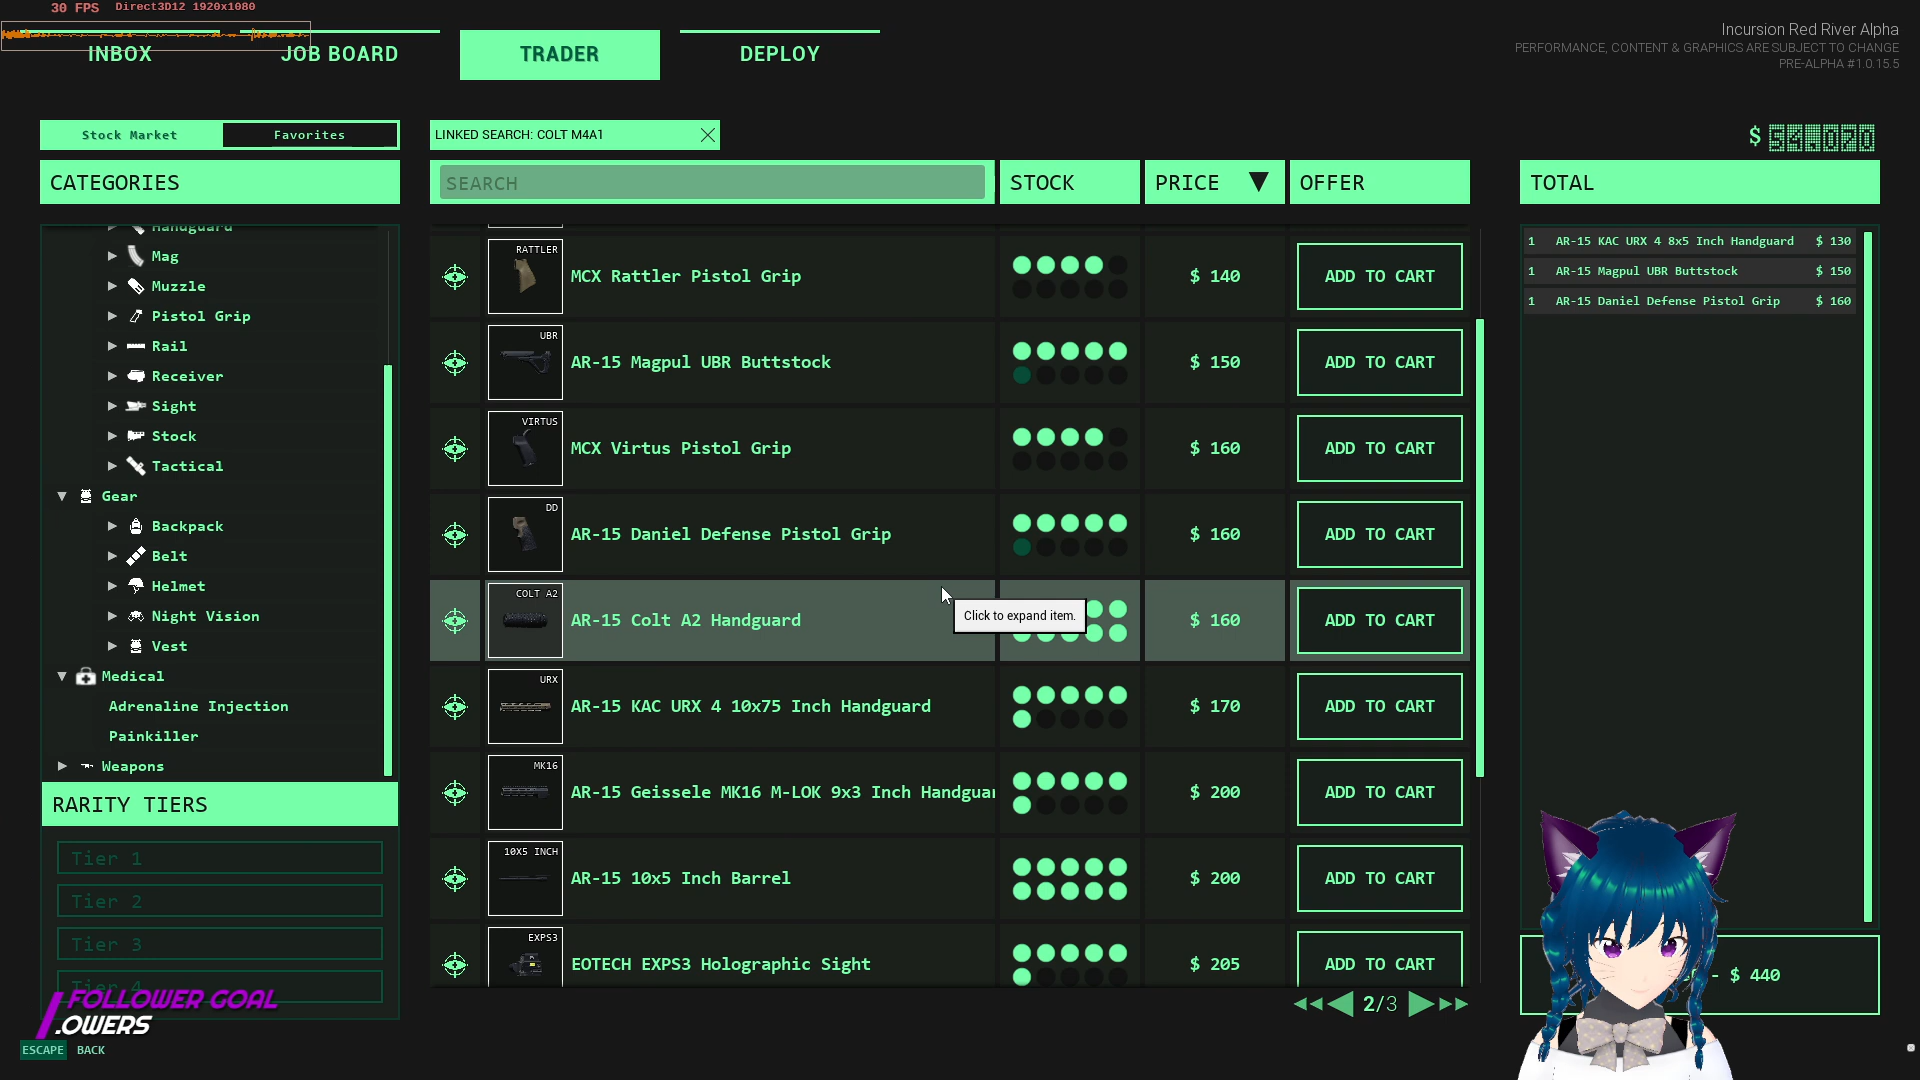 30 FPS Direct3D12 1920x1080
INBOX
JOB BOARD
TRADER
DEPLOY
Incursion Red River Alpha
PERFORMANCE, CONTENT & GRAPHICS ARE SUBJECT TO CHANGE
PRE-ALPHA #1.0.15.5
Stock Market
Favorites
LINKED SEARCH: COLT M4A1
$ 54.020
CATEGORIES
SEARCH
STOCK
PRICE
OFFER
TOTAL
Handguard
Mag
Muzzle
Pistol Grip
Rail
Receiver
Sight
Stock
Tactical
Gear
Backpack
Belt
Helmet
Night Vision
Vest
Medical
Adrenaline Injection
Painkiller
Weapons
RARITY TIERS
Tier 1
Tier 2
Tier 3
Tier 4
FOLLOWER GOAL
.OWERS
ESCAPE BACK
RATTLER
MCX Rattler Pistol Grip
$ 140
ADD TO CART
UBR
AR-15 Magpul UBR Buttstock
$ 150
ADD TO CART
VIRTUS
MCX Virtus Pistol Grip
$ 160
ADD TO CART
DD
AR-15 Daniel Defense Pistol Grip
$ 160
ADD TO CART
COLT A2
AR-15 Colt A2 Handguard
Click to expand item.
$ 160
ADD TO CART
URX
AR-15 KAC URX 4 10x75 Inch Handguard
$ 170
ADD TO CART
MK16
AR-15 Geissele MK16 M-LOK 9x3 Inch Handguar
$ 200
ADD TO CART
10X5 INCH
AR-15 10x5 Inch Barrel
$ 200
ADD TO CART
EXPS3
EOTECH EXPS3 Holographic Sight
$ 205
ADD TO CART
2/3
1 AR-15 KAC URX 4 8x5 Inch Handguard $ 130
1 AR-15 Magpul UBR Buttstock $ 150
1 AR-15 Daniel Defense Pistol Grip $ 160
- $ 440